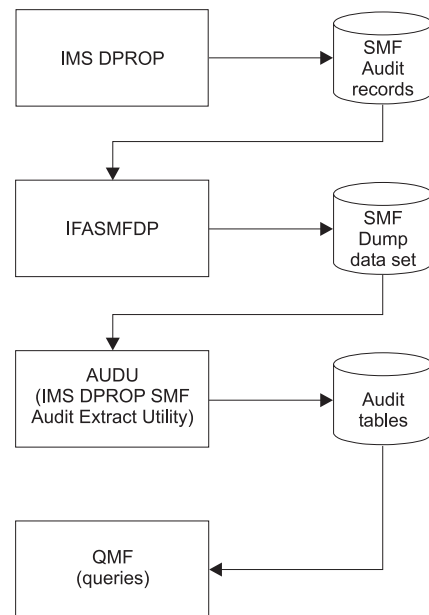 IMS DPROP
SMF
Audit
records
IFASMFDP
SMF
Dump
data set
AUDU
(IMS DPROP SMF
Audit Extract Utility)
Audit
tables
QMF
(queries)